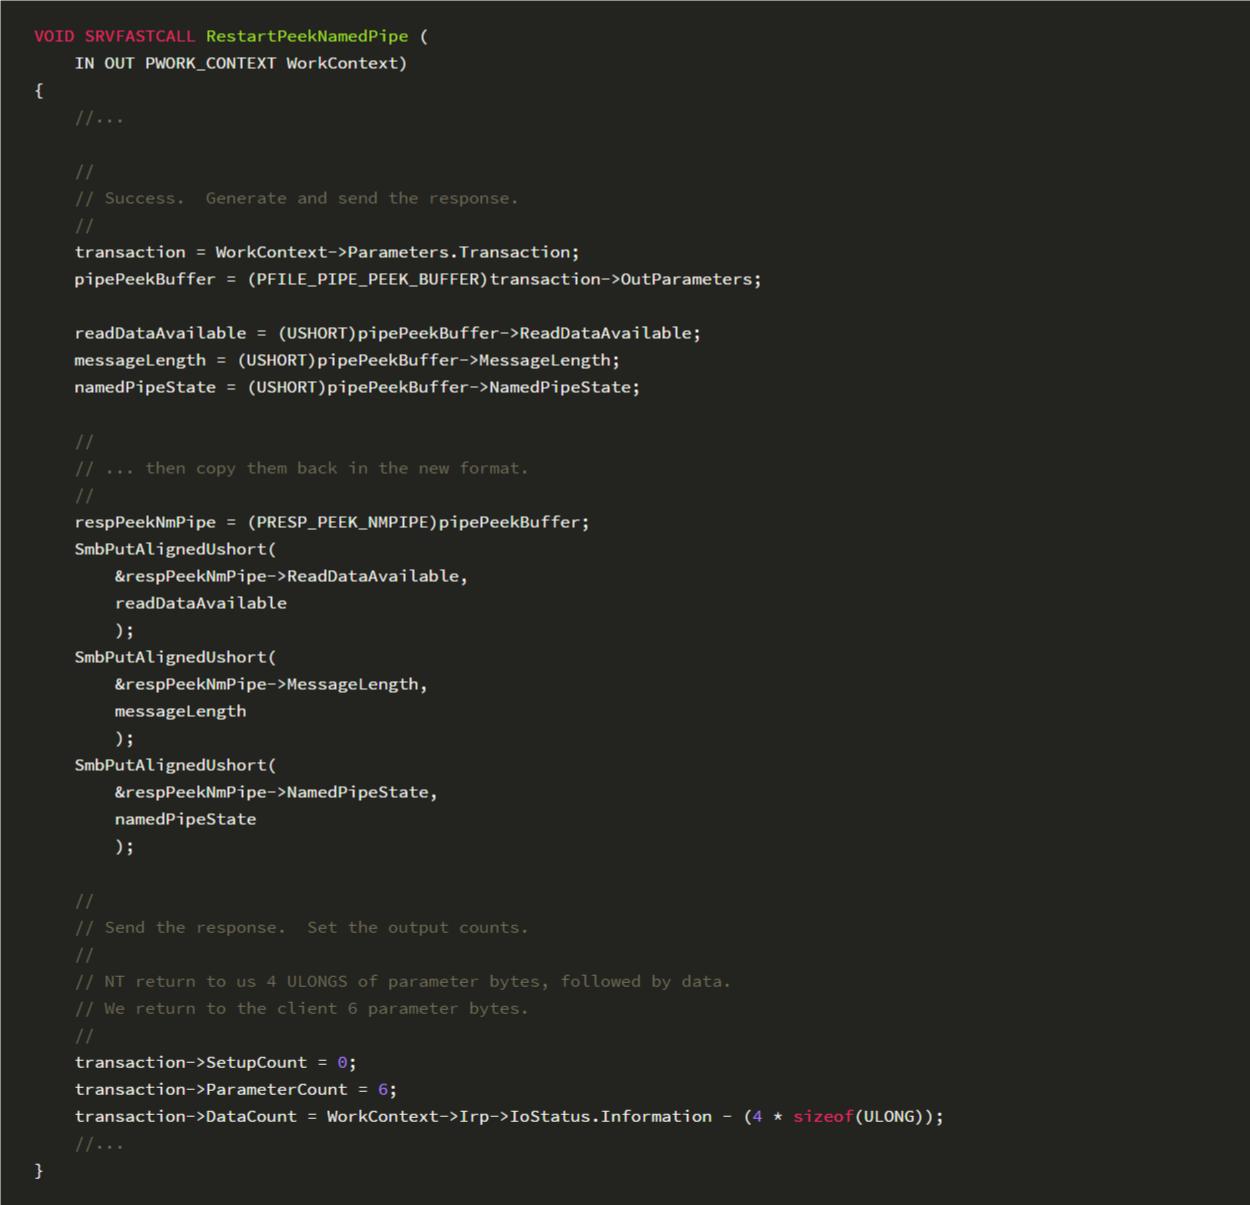 VOID SRVFASTCALL RestartPeekNamedPipe (
    IN OUT PWORK_CONTEXT WorkContext)
{
    //...

    //
    // Success.  Generate and send the response.
    //
    transaction = WorkContext->Parameters.Transaction;
    pipePeekBuffer = (PFILE_PIPE_PEEK_BUFFER)transaction->OutParameters;

    readDataAvailable = (USHORT)pipePeekBuffer->ReadDataAvailable;
    messageLength = (USHORT)pipePeekBuffer->MessageLength;
    namedPipeState = (USHORT)pipePeekBuffer->NamedPipeState;

    //
    // ... then copy them back in the new format.
    //
    respPeekNmPipe = (PRESP_PEEK_NMPIPE)pipePeekBuffer;
    SmbPutAlignedUshort(
        &respPeekNmPipe->ReadDataAvailable,
        readDataAvailable
        );
    SmbPutAlignedUshort(
        &respPeekNmPipe->MessageLength,
        messageLength
        );
    SmbPutAlignedUshort(
        &respPeekNmPipe->NamedPipeState,
        namedPipeState
        );

    //
    // Send the response.  Set the output counts.
    //
    // NT return to us 4 ULONGS of parameter bytes, followed by data.
    // We return to the client 6 parameter bytes.
    //
    transaction->SetupCount = 0;
    transaction->ParameterCount = 6;
    transaction->DataCount = WorkContext->Irp->IoStatus.Information - (4 * sizeof(ULONG));
    //...
}